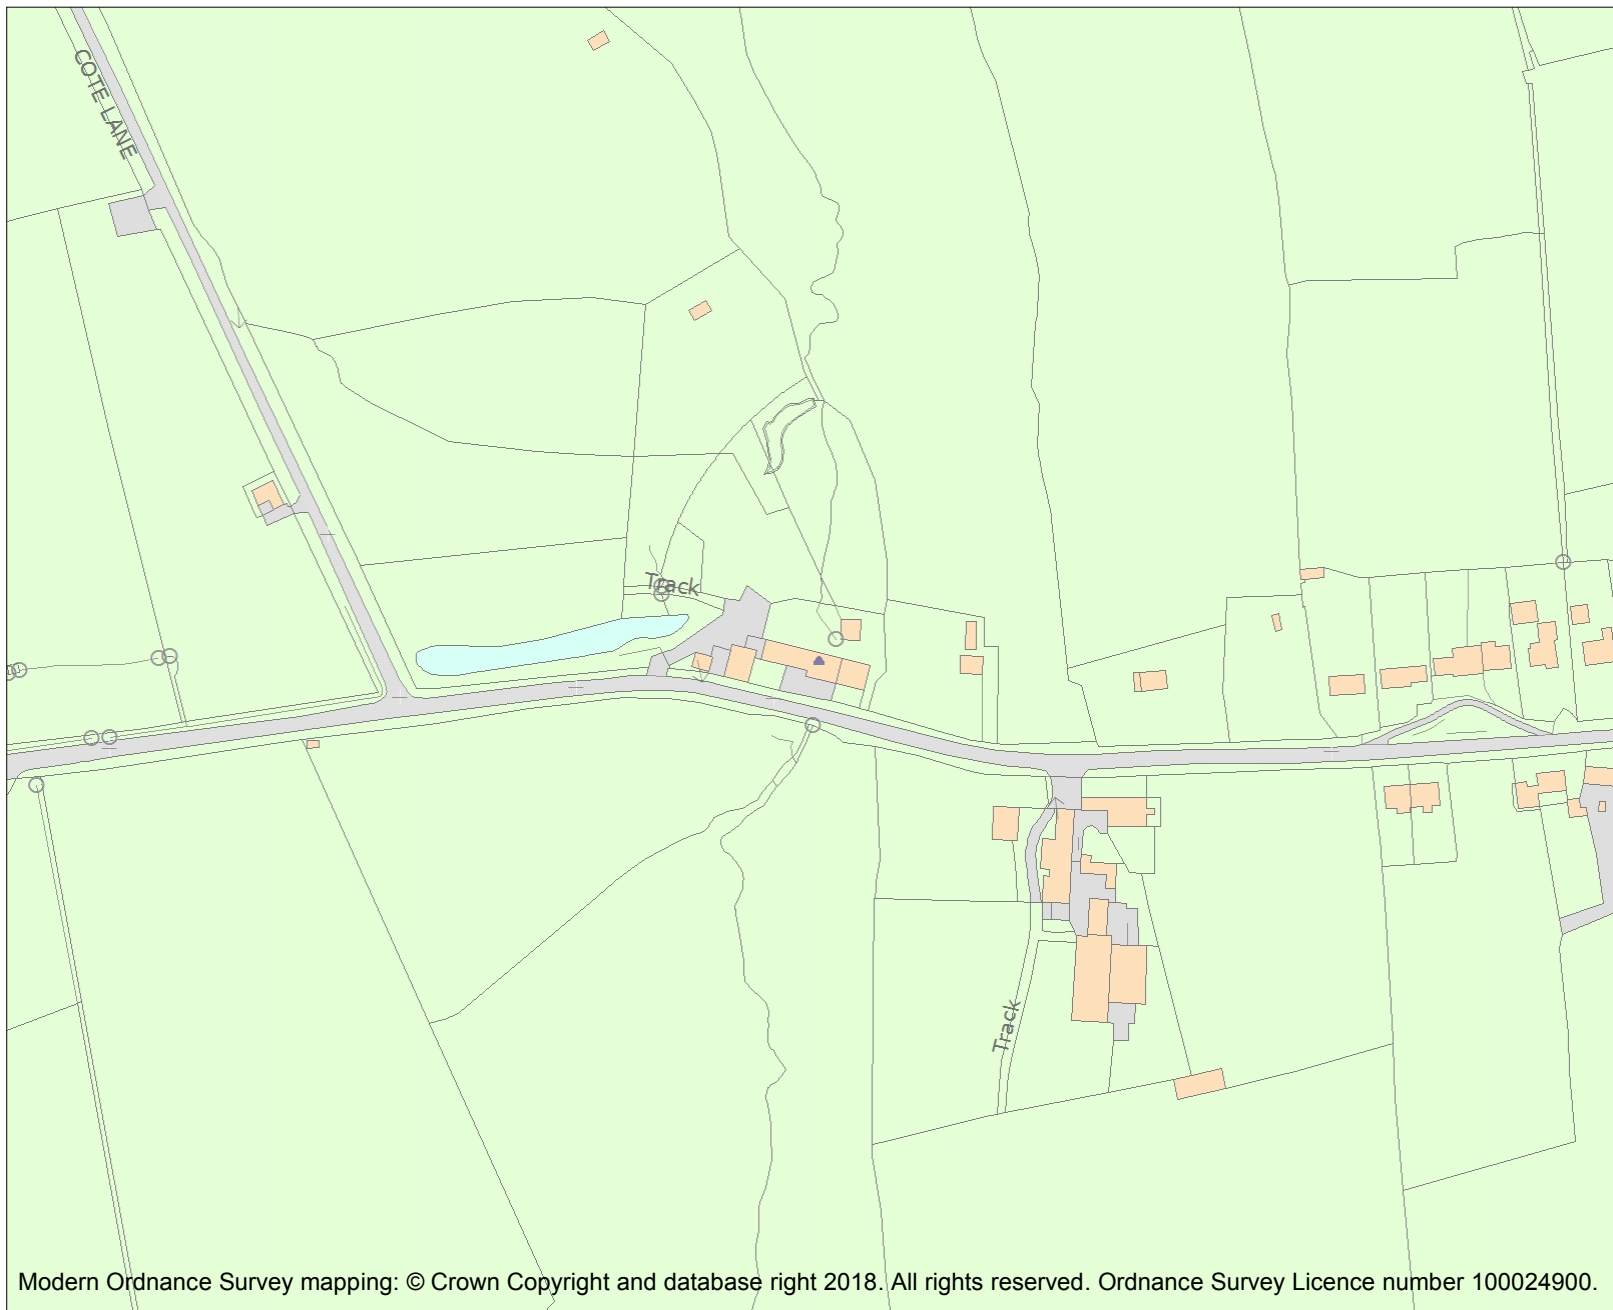 COTE LANE
Track
Track
Modern Ordnance Survey mapping: © Crown Copyright and database right 2018. All rights reserved. Ordnance Survey Licence number 100024900.